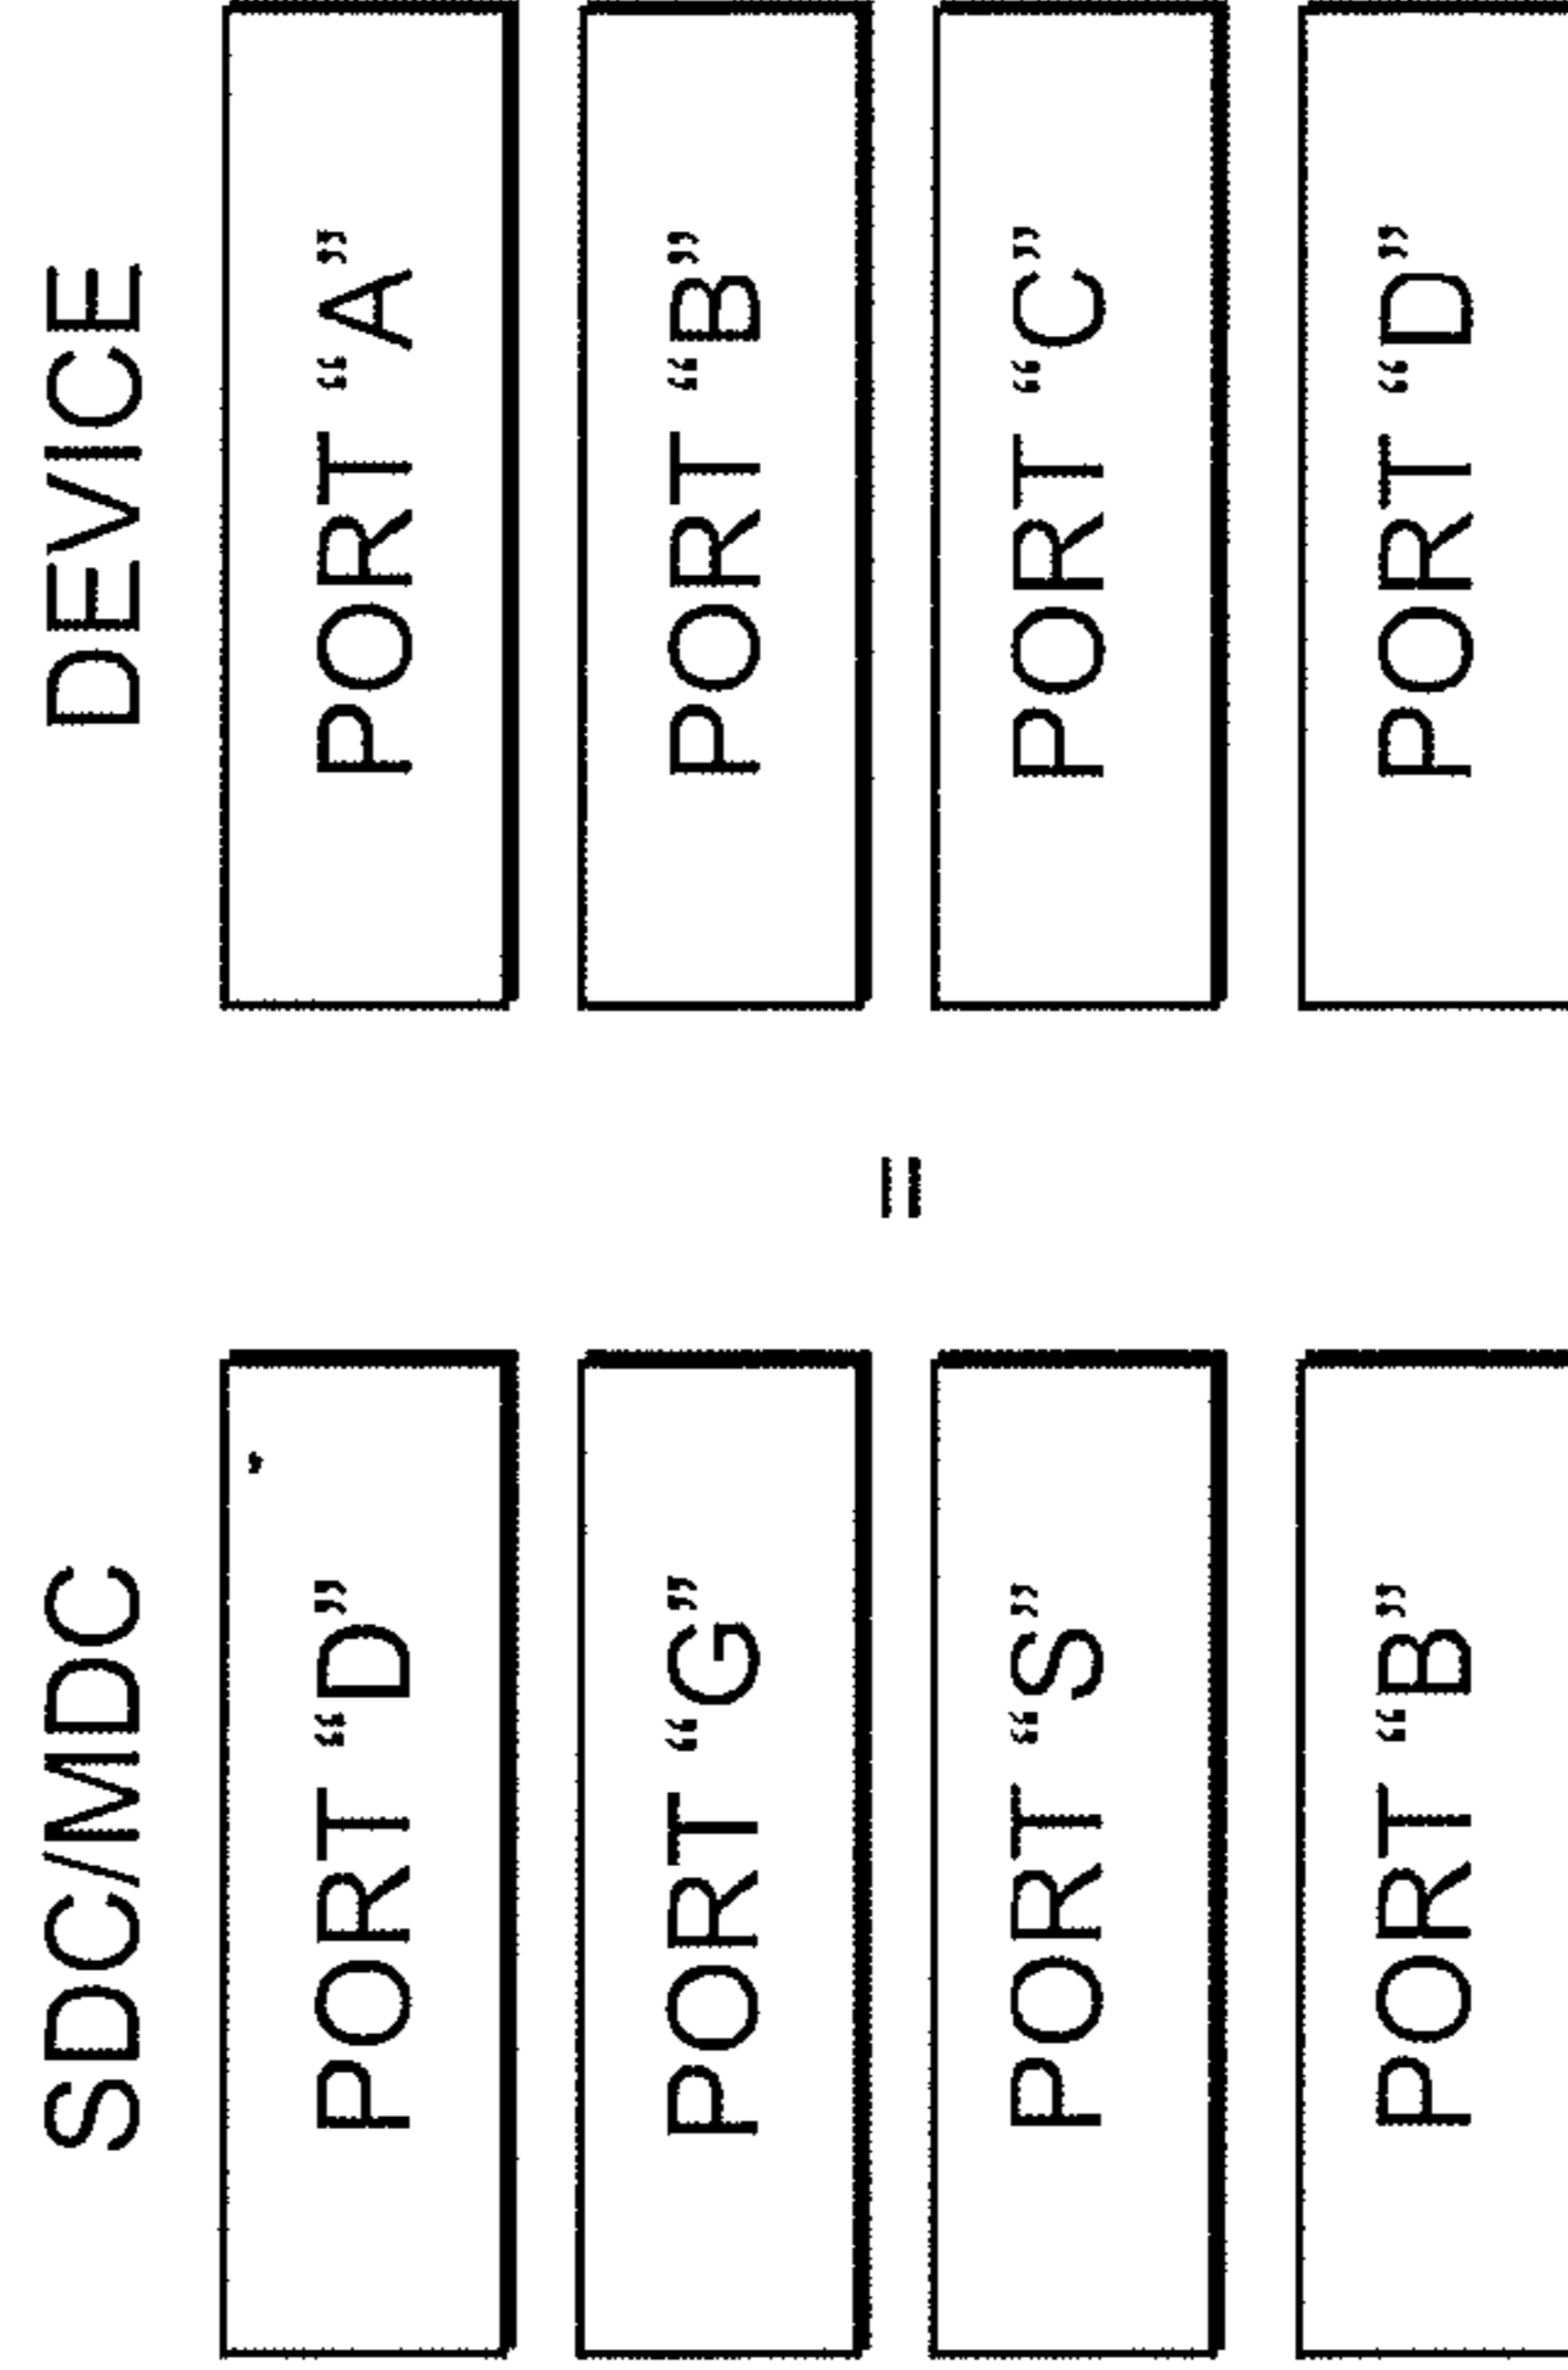 SDC/MDC DEVICE
PORT “D” PORT “A”
PORT “G” = PORT “B”
PORT “S” PORT “C”
PORT “B” PORT “D”